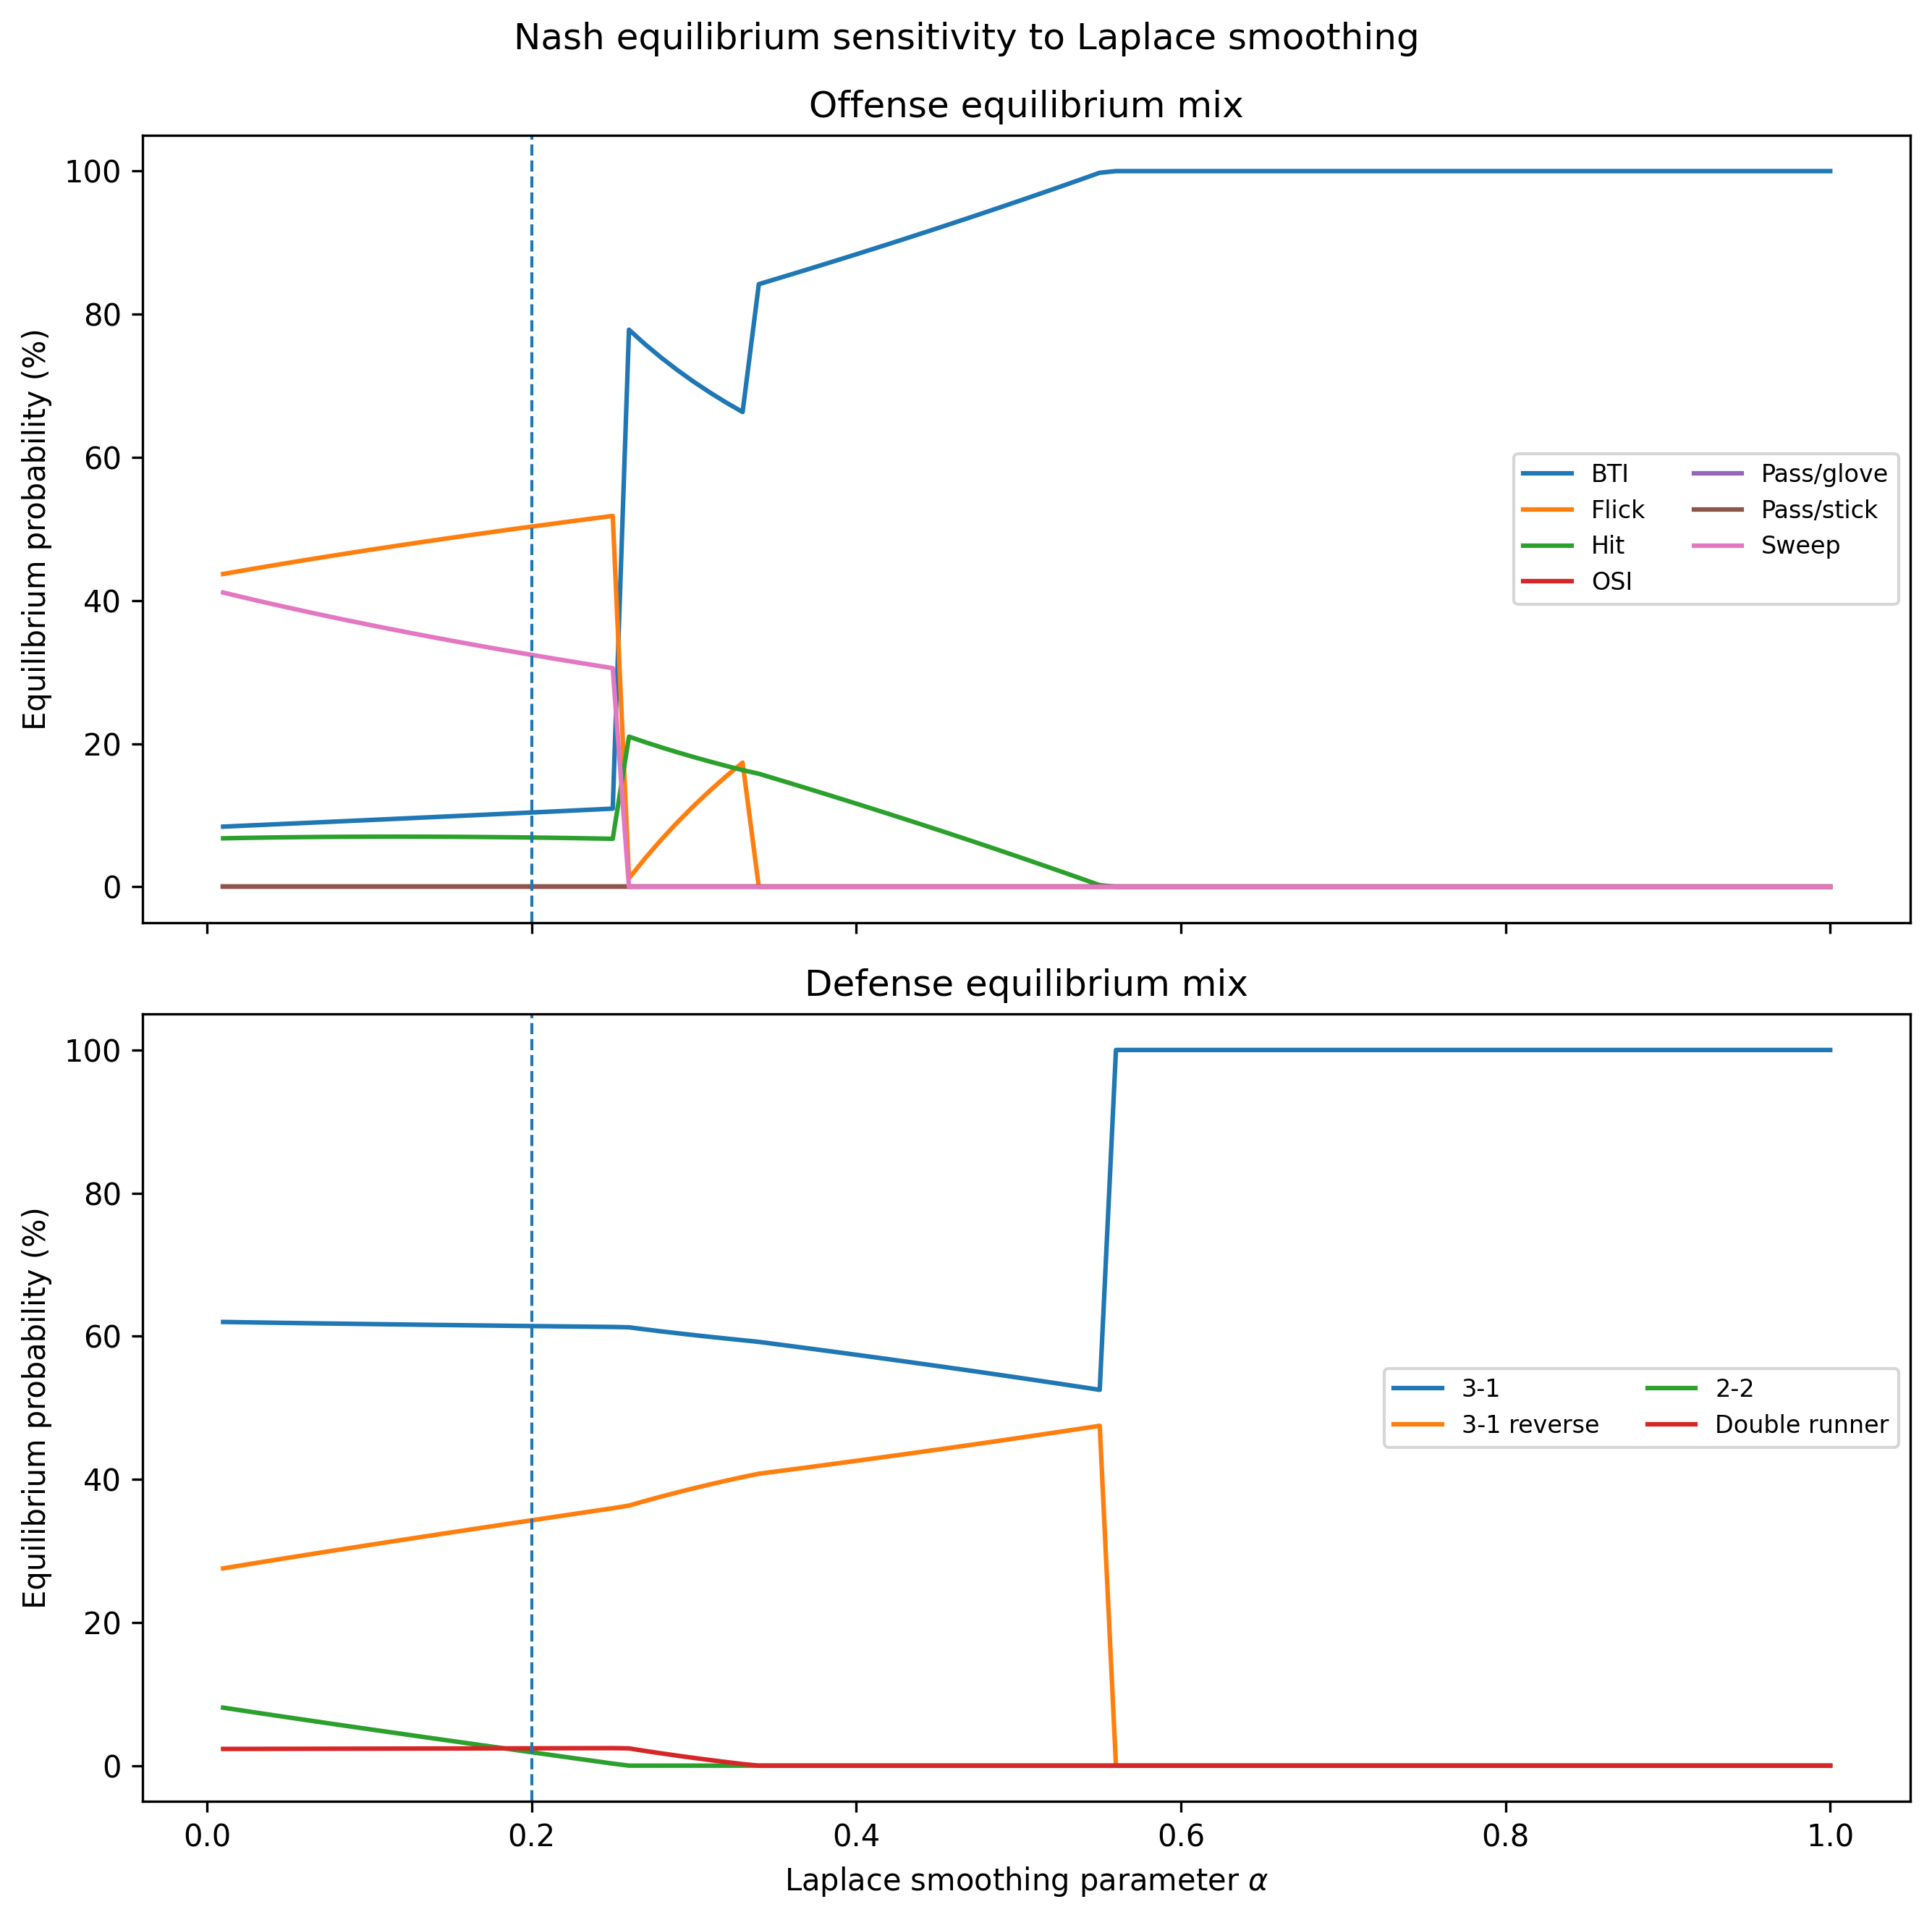 Nash equilibrium sensitivity to Laplace smoothing
Offense equilibrium mix
Equilibrium probability (%)
100
80
60
40
20
0
BTI
Flick
Hit
OSI
Pass/glove
Pass/stick
Sweep
Defense equilibrium mix
Equilibrium probability (%)
100
80
60
40
20
0
3-1
3-1 reverse
2-2
Double runner
0.0
0.2
0.4
0.6
0.8
1.0
Laplace smoothing parameter α